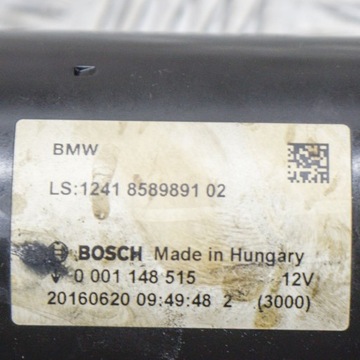 BMW
LS:1241 8589891 02
BOSCH Made in Hungary
0 001 148 515 12V
20160620 09:49:48 2 (3000)